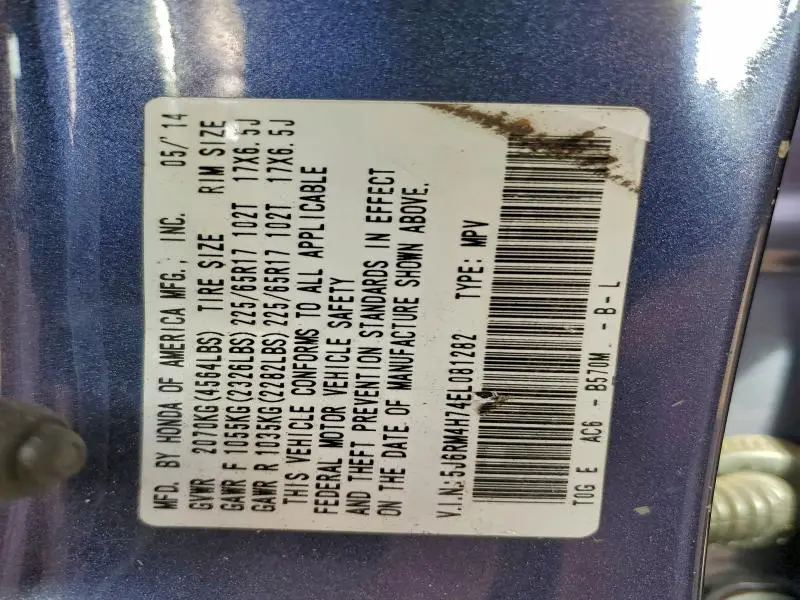 MFD. BY HONDA OF AMERICA MFG., INC. 05/'14
GVWR 2070KG(4564LBS) TIRE SIZE RIM SIZE
GAWR F 1055KG(2326LBS) 225/65R17 102T 17X6.5J
GAWR R 1035KG(2282LBS) 225/65R17 102T 17X6.5J
THIS VEHICLE CONFORMS TO ALL APPLICABLE
FEDERAL MOTOR VEHICLE SAFETY
AND THEFT PREVENTION STANDARDS IN EFFECT
ON THE DATE OF MANUFACTURE SHOWN ABOVE.
V.I.N.:5J6RM4H74EL081262 TYPE: MPV
TOG E AC6 - B570M - B - L